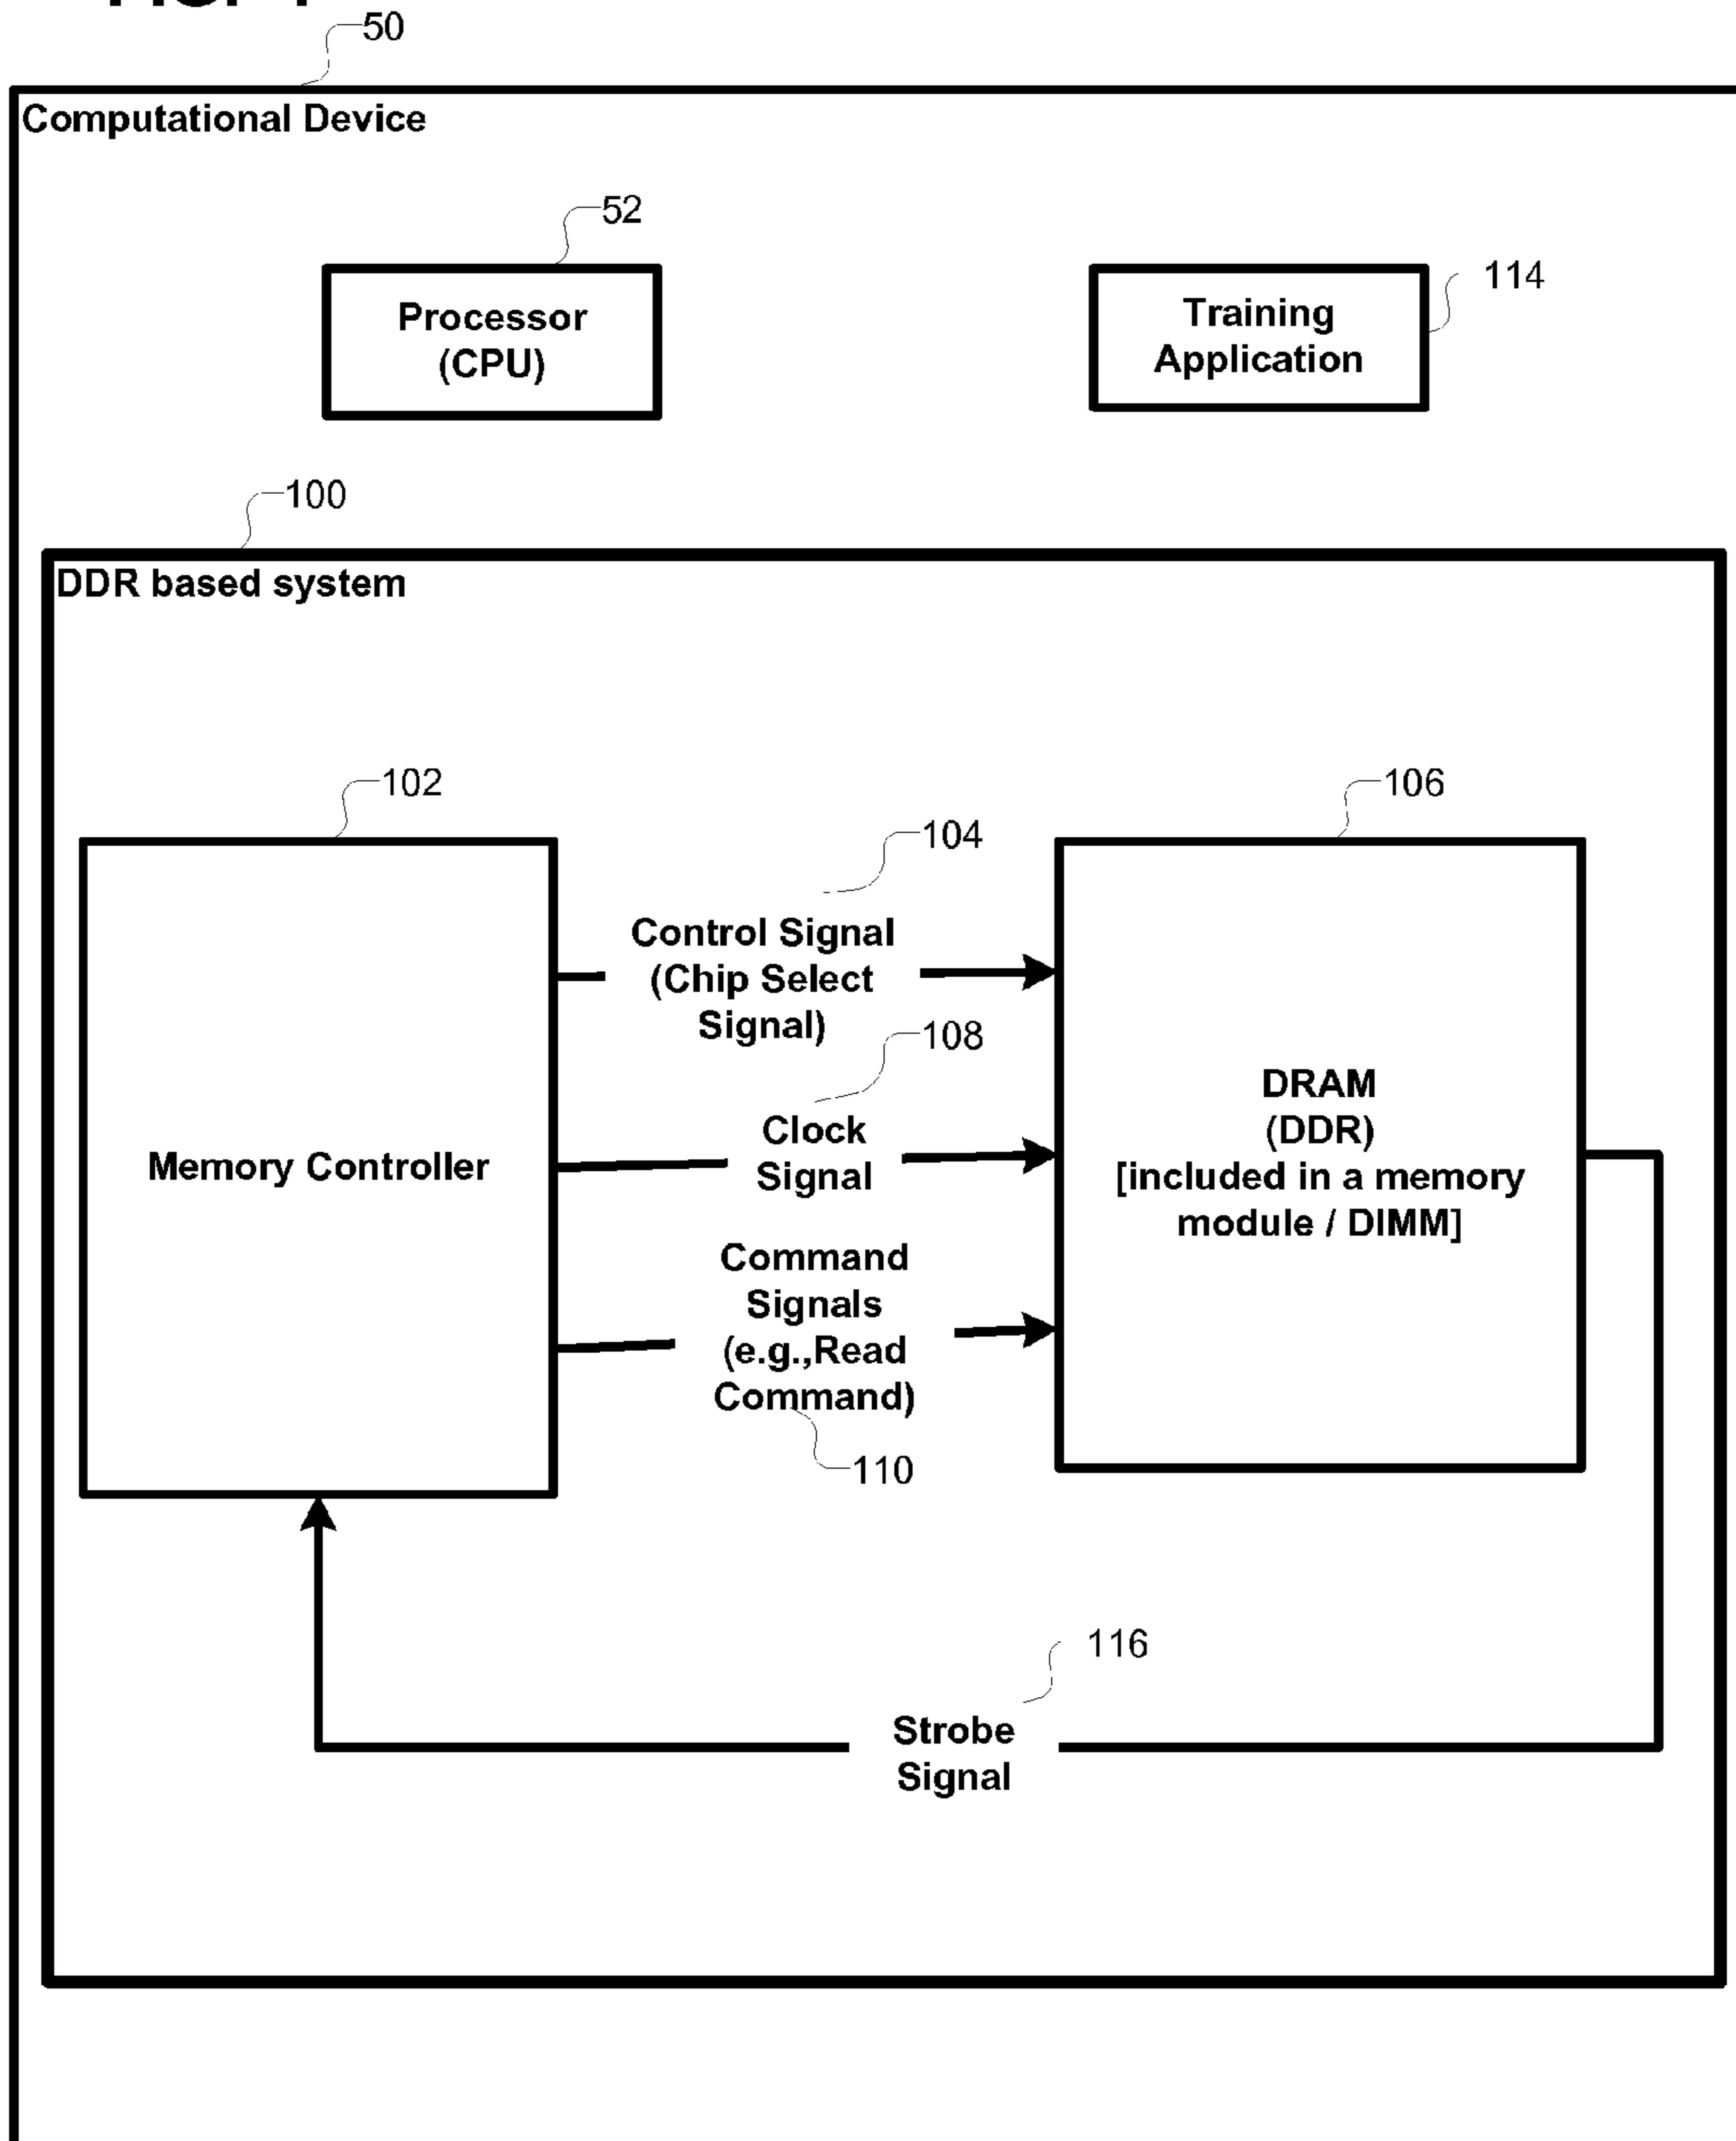 50
Computational Device
52
Processor
(CPU)
114
Training
Application
100
DDR based system
102
106
104
Control Signal
(Chip Select
Signal)
108
Clock
Signal
Memory Controller
DRAM
(DDR)
[included in a memory
module / DIMM]
Command
Signals
(e.g.,Read
Command)
110
116
Strobe
Signal